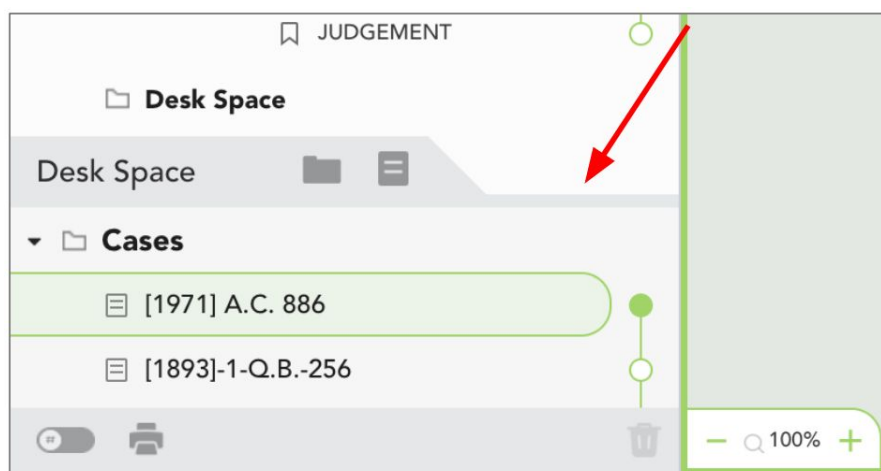 JUDGEMENT
Desk Space
Desk Space
Cases
[1971] A.C. 886
[1893]-1-Q.B.-256
#
− 100% +